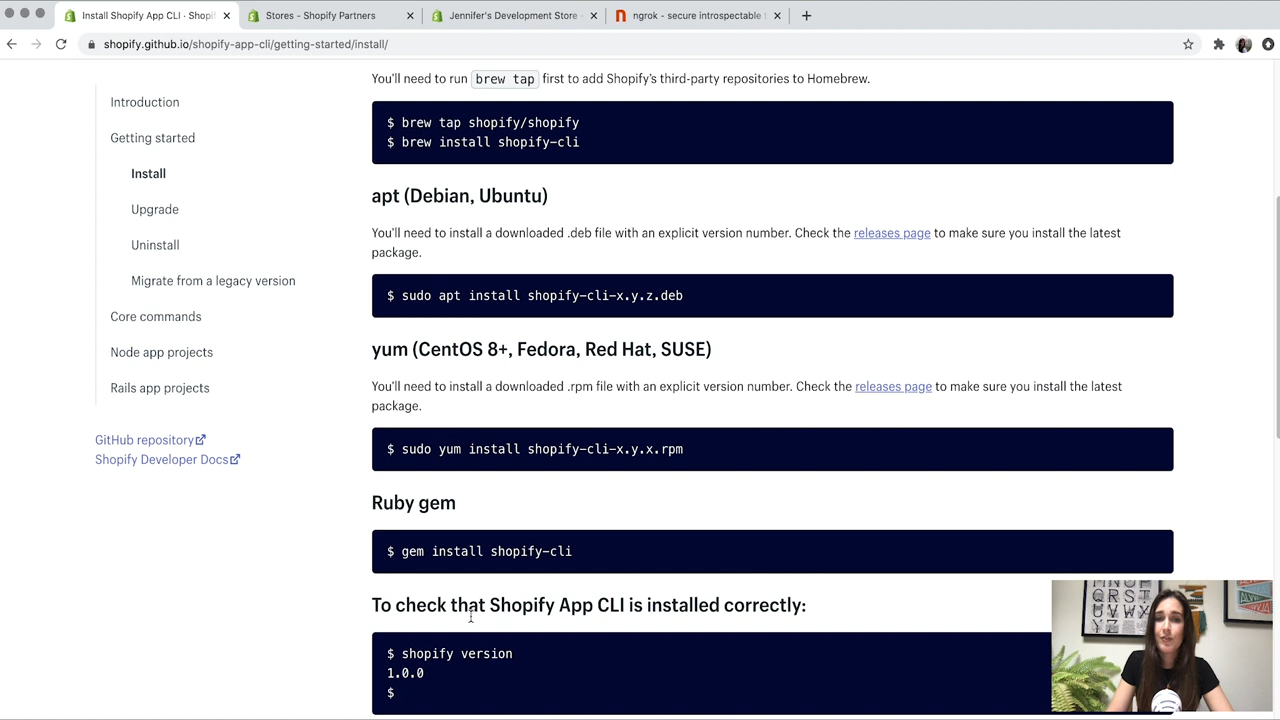 Install Shopify App CLI · Shopif
Stores - Shopify Partners
Jennifer's Development Store -
ngrok - secure introspectable t
shopify.github.io/shopify-app-cli/getting-started/install/
Introduction
Getting started
Install
Upgrade
Uninstall
Migrate from a legacy version
Core commands
Node app projects
Rails app projects
GitHub repository
Shopify Developer Docs
You'll need to run brew tap first to add Shopify's third-party repositories to Homebrew.
$ brew tap shopify/shopify
$ brew install shopify-cli
apt (Debian, Ubuntu)
You'll need to install a downloaded .deb file with an explicit version number. Check the releases page to make sure you install the latest
package.
$ sudo apt install shopify-cli-x.y.z.deb
yum (CentOS 8+, Fedora, Red Hat, SUSE)
You'll need to install a downloaded .rpm file with an explicit version number. Check the releases page to make sure you install the latest
package.
$ sudo yum install shopify-cli-x.y.x.rpm
Ruby gem
$ gem install shopify-cli
To check that Shopify App CLI is installed correctly:
$ shopify version
1.0.0
$